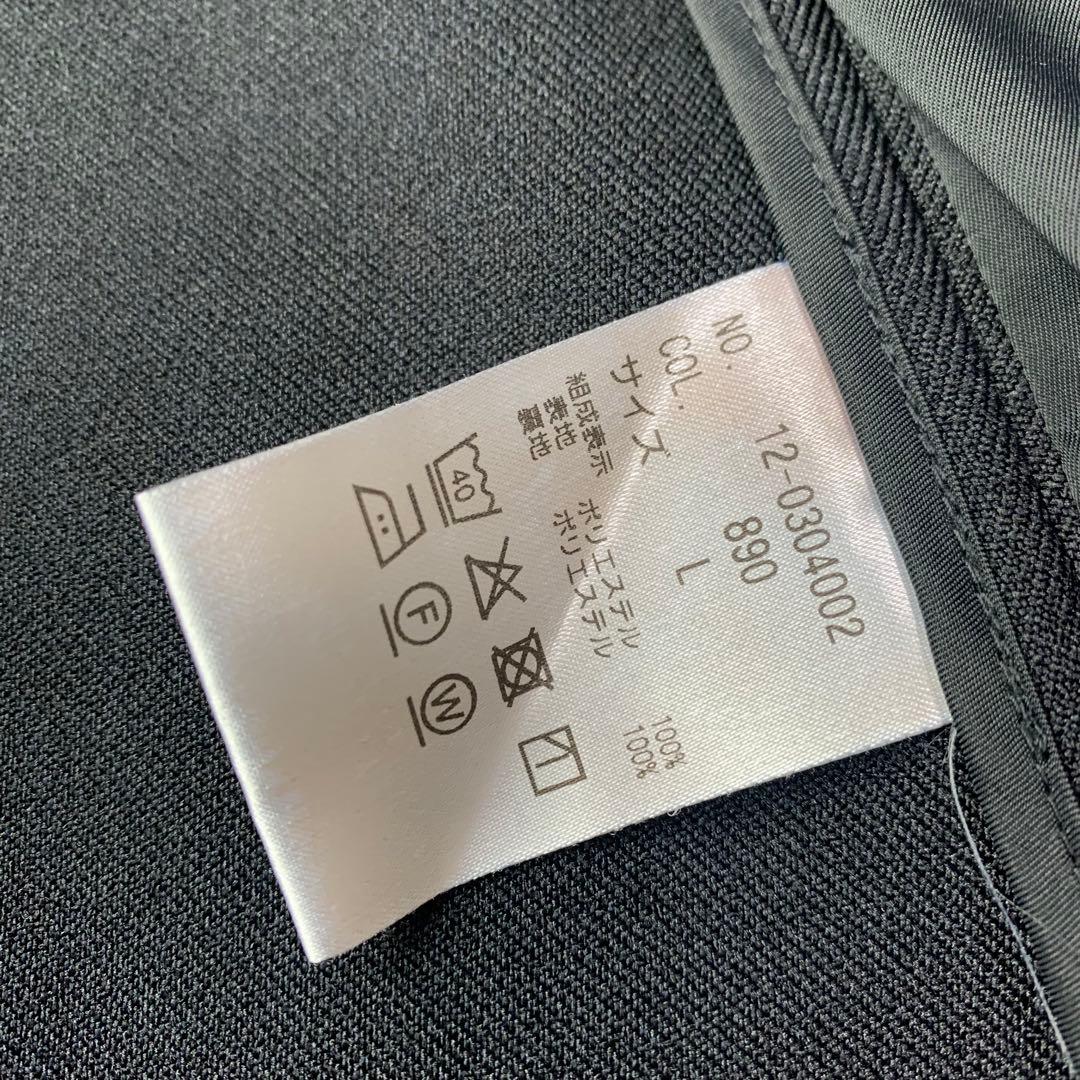 NO. 12-0304002
COL. 890
サイズ L
組成表示
表地 ポリエステル 100%
裏地 ポリエステル 100%
40
F W